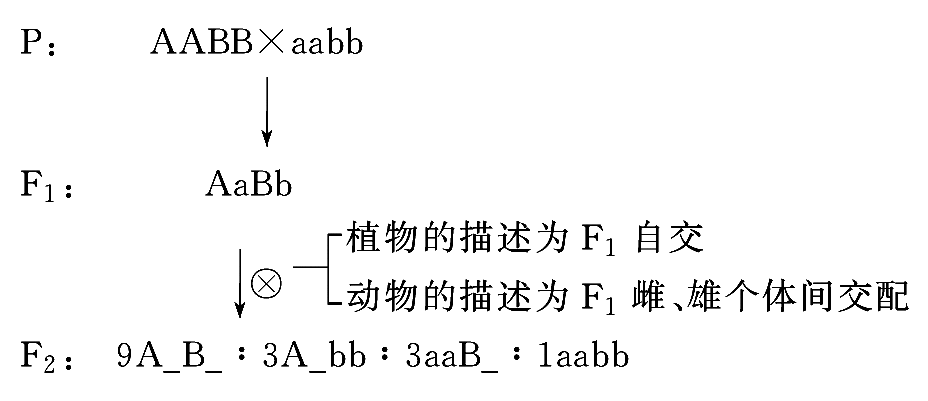 P： AABB×aabb
F₁： AaBb
⊗
植物的描述为 F₁ 自交
动物的描述为 F₁ 雌、雄个体间交配
F₂： 9A_B_∶3A_bb∶3aaB_∶1aabb